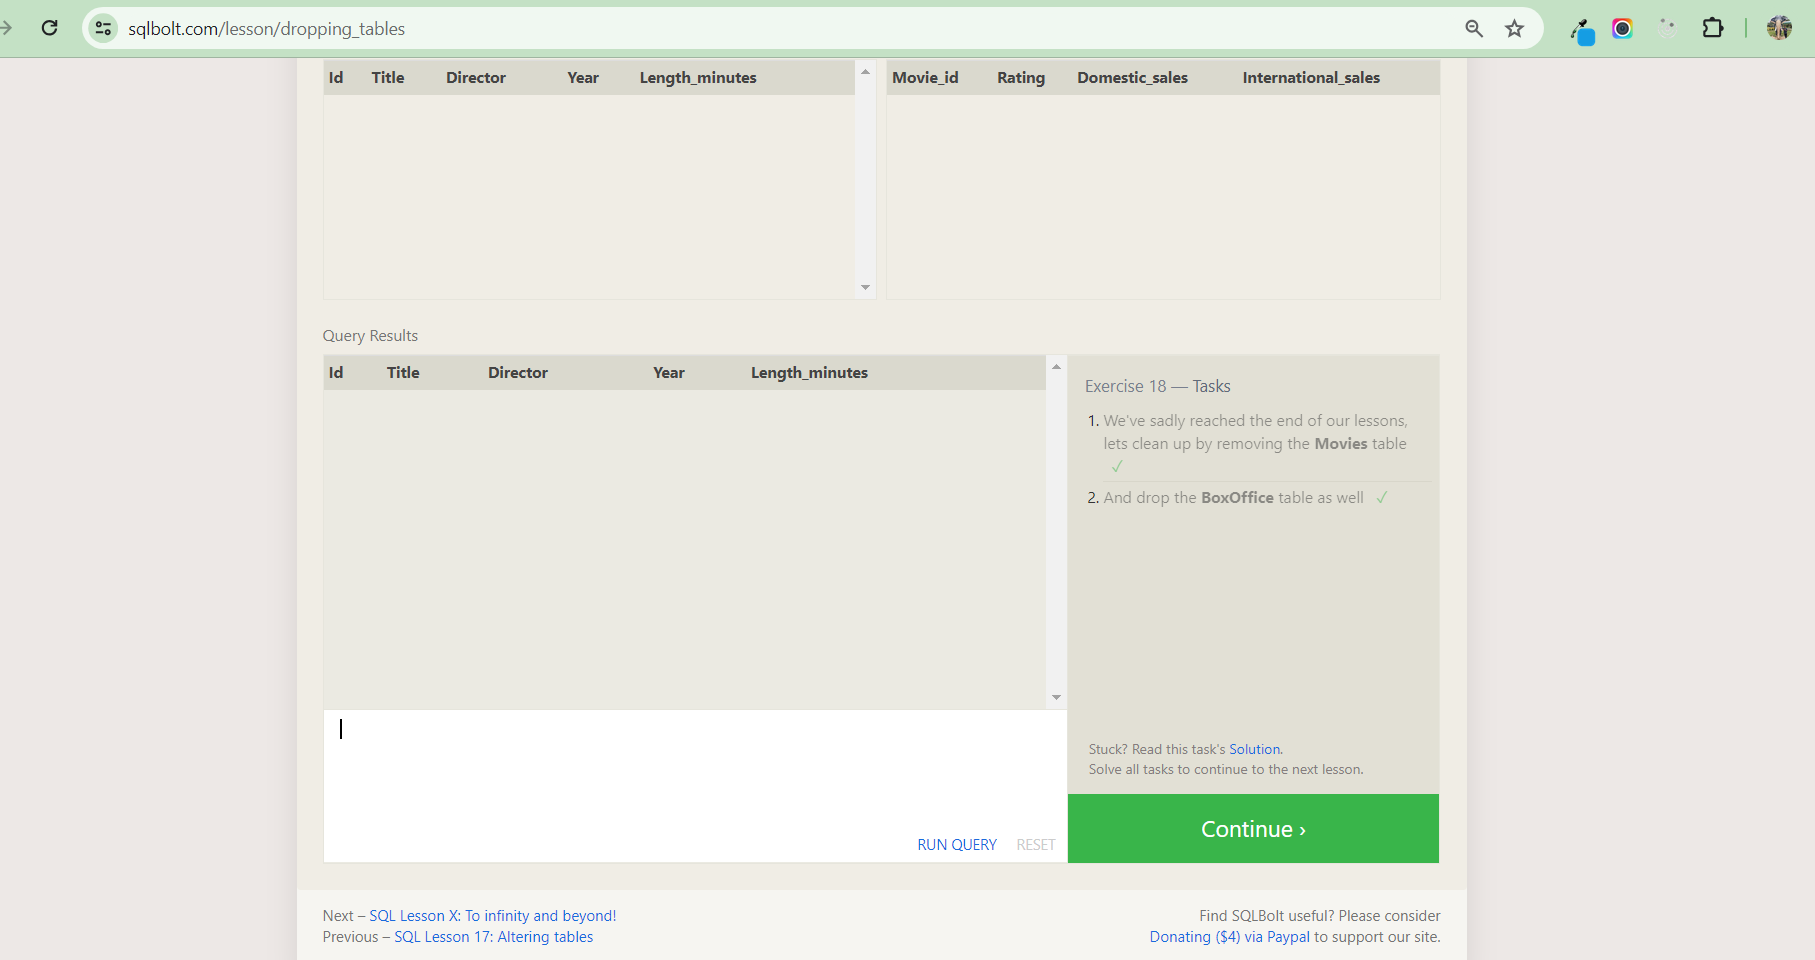 sqlbolt.com/lesson/dropping_tables
Id Title Director Year Length_minutes
Movie_id Rating Domestic_sales International_sales
Query Results
Id Title Director Year Length_minutes
RUN QUERY RESET
Exercise 18 — Tasks
1. We've sadly reached the end of our lessons,
lets clean up by removing the Movies table
✓
2. And drop the BoxOffice table as well ✓
Stuck? Read this task's Solution.
Solve all tasks to continue to the next lesson.
Continue ›
Next – SQL Lesson X: To infinity and beyond!
Previous – SQL Lesson 17: Altering tables
Find SQLBolt useful? Please consider
Donating ($4) via Paypal to support our site.